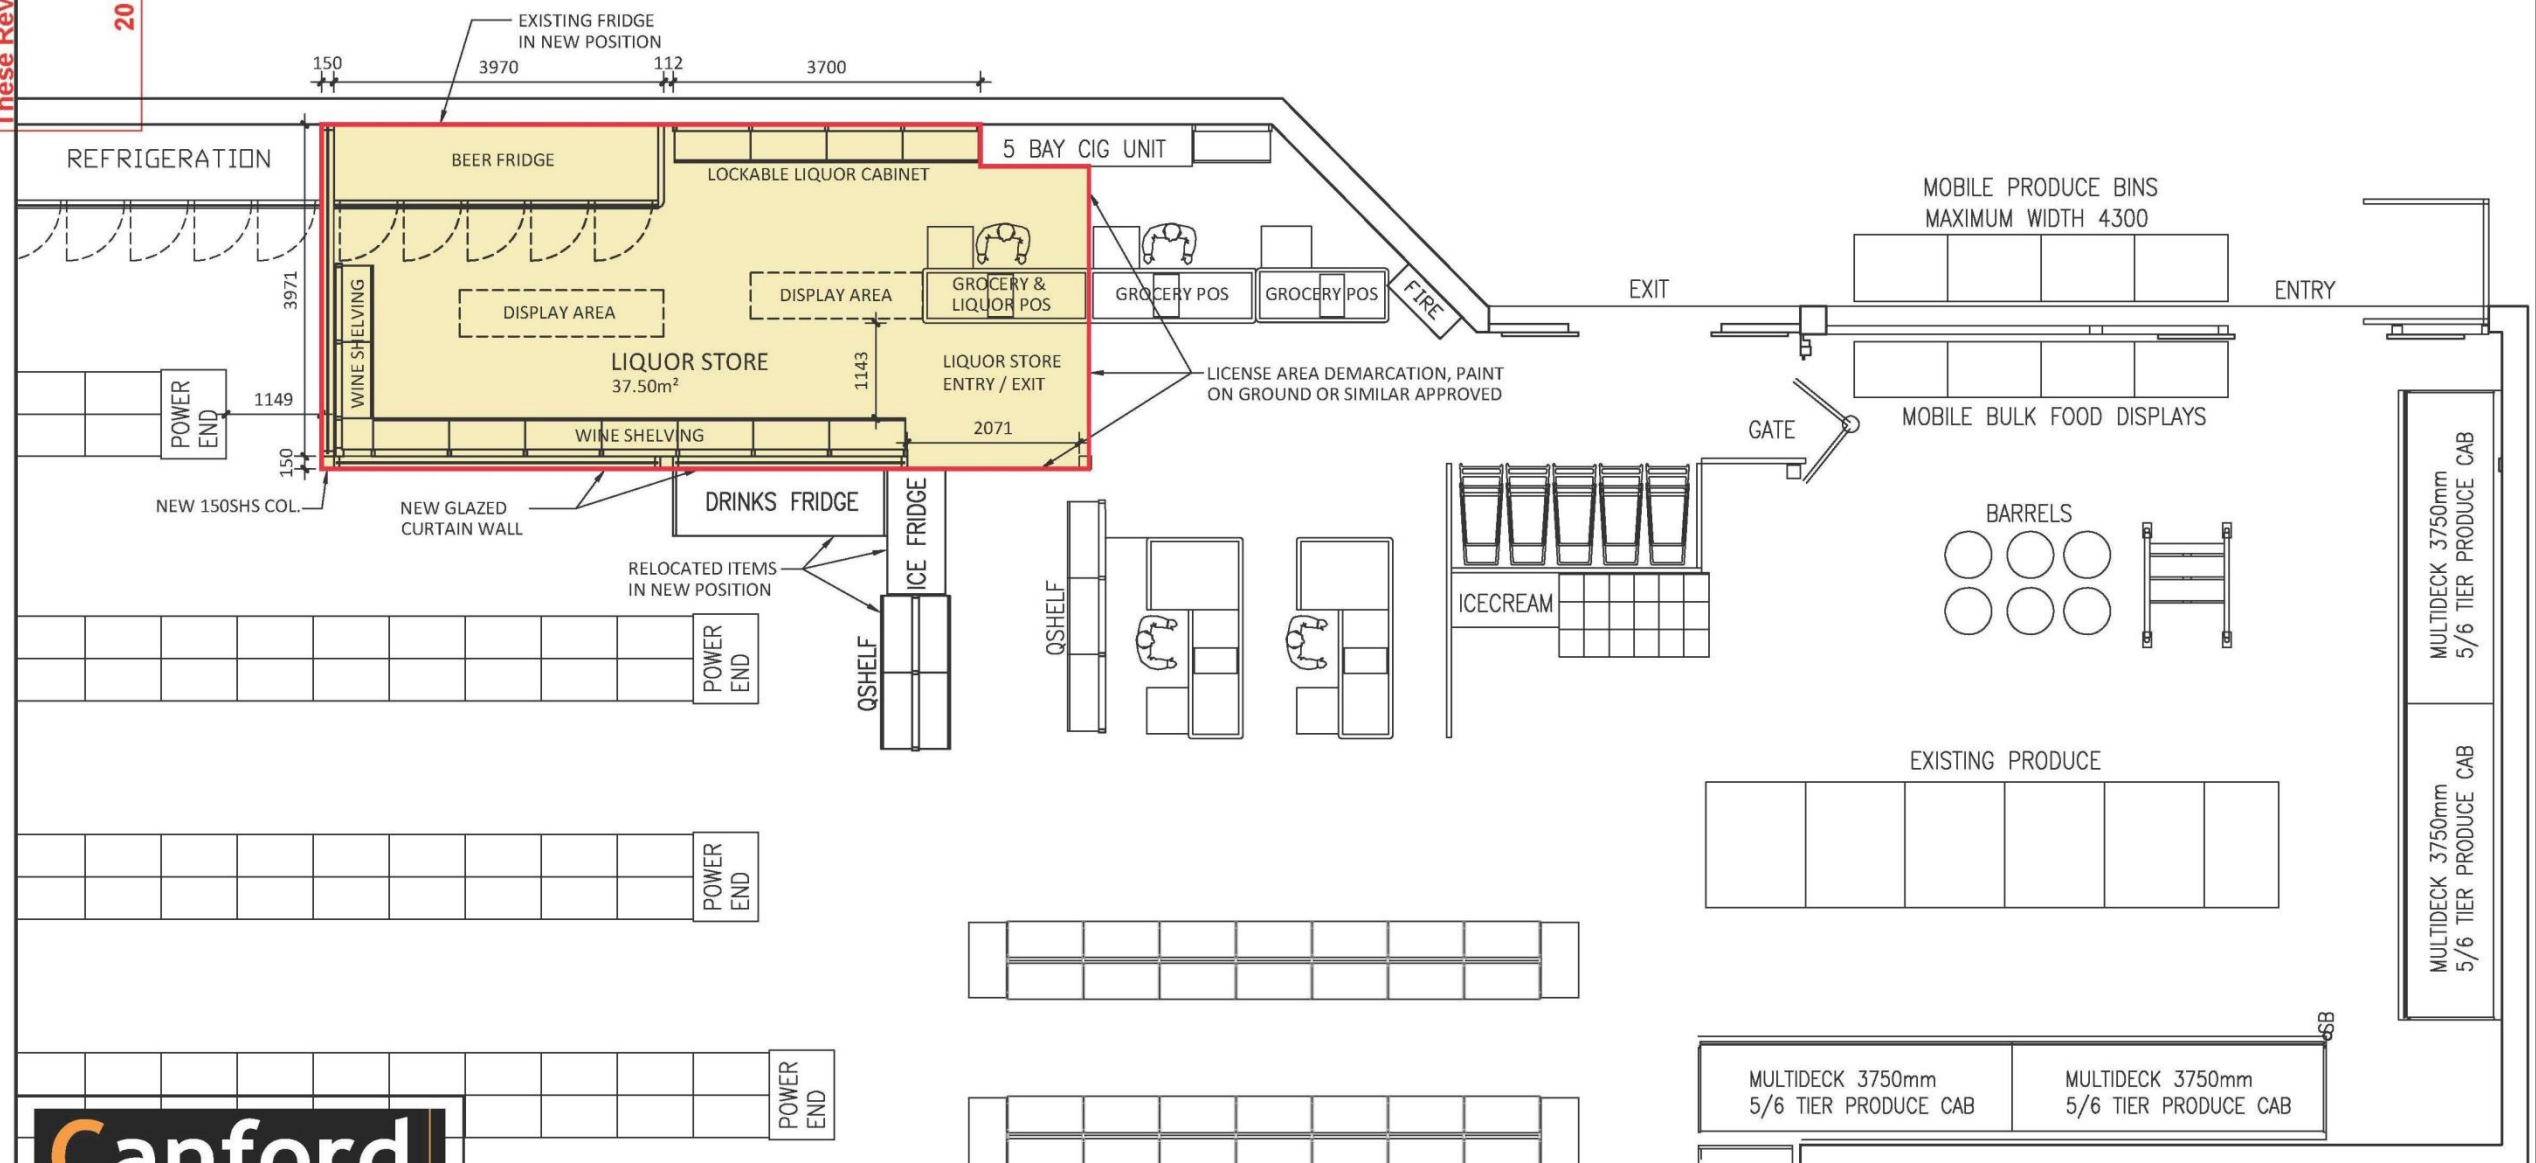 These Rev
20
EXISTING FRIDGE
IN NEW POSITION
150
3970
112
3700
REFRIGERATION
BEER FRIDGE
LOCKABLE LIQUOR CABINET
5 BAY CIG UNIT
MOBILE PRODUCE BINS
MAXIMUM WIDTH 4300
3971
WINE SHELVING
DISPLAY AREA
DISPLAY AREA
GROCERY &
LIQUOR POS
GROCERY POS
GROCERY POS
FIRE
EXIT
ENTRY
LIQUOR STORE
37.50m²
1143
LIQUOR STORE
ENTRY / EXIT
LICENSE AREA DEMARCATION, PAINT
ON GROUND OR SIMILAR APPROVED
POWER
END
1149
WINE SHELVING
2071
150
GATE
MOBILE BULK FOOD DISPLAYS
NEW 150SHS COL.
NEW GLAZED
CURTAIN WALL
DRINKS FRIDGE
ICE FRIDGE
RELOCATED ITEMS
IN NEW POSITION
QSHELF
QSHELF
ICECREAM
BARRELS
MULTIDECK 3750mm
5/6 TIER PRODUCE CAB
POWER
END
EXISTING PRODUCE
MULTIDECK 3750mm
5/6 TIER PRODUCE CAB
POWER
END
SB
POWER
END
MULTIDECK 3750mm
5/6 TIER PRODUCE CAB
MULTIDECK 3750mm
5/6 TIER PRODUCE CAB
Canford